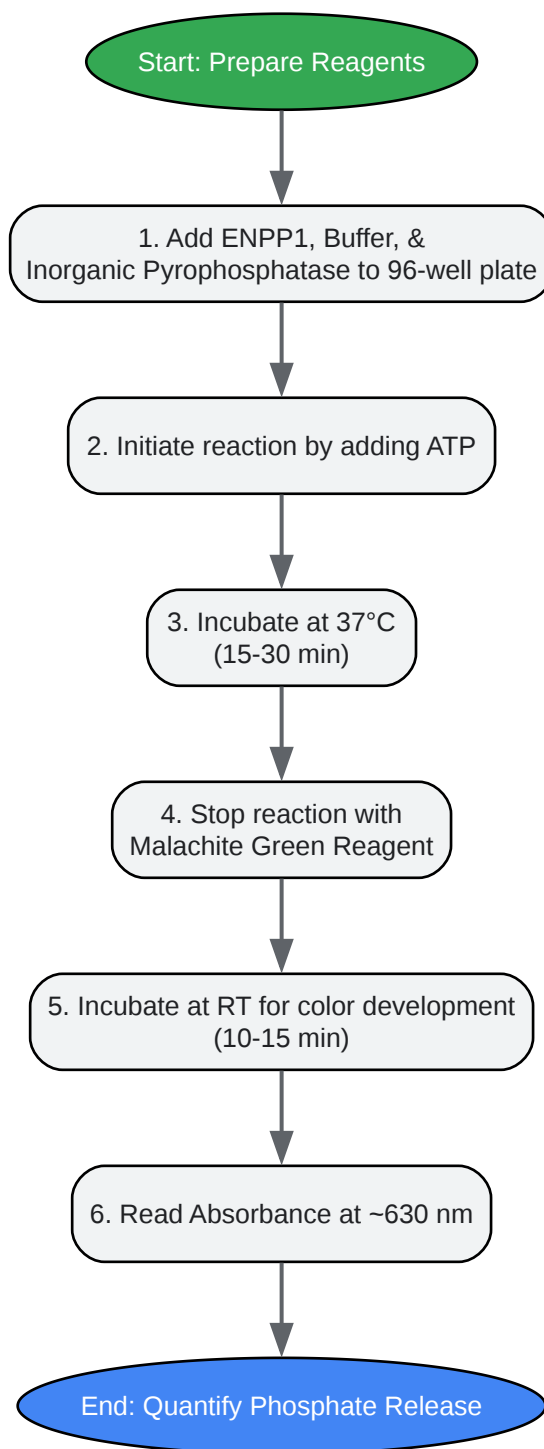 Start: Prepare Reagents
1. Add ENPP1, Buffer, &
Inorganic Pyrophosphatase to 96-well plate
2. Initiate reaction by adding ATP
3. Incubate at 37°C
(15-30 min)
4. Stop reaction with
Malachite Green Reagent
5. Incubate at RT for color development
(10-15 min)
6. Read Absorbance at ~630 nm
End: Quantify Phosphate Release